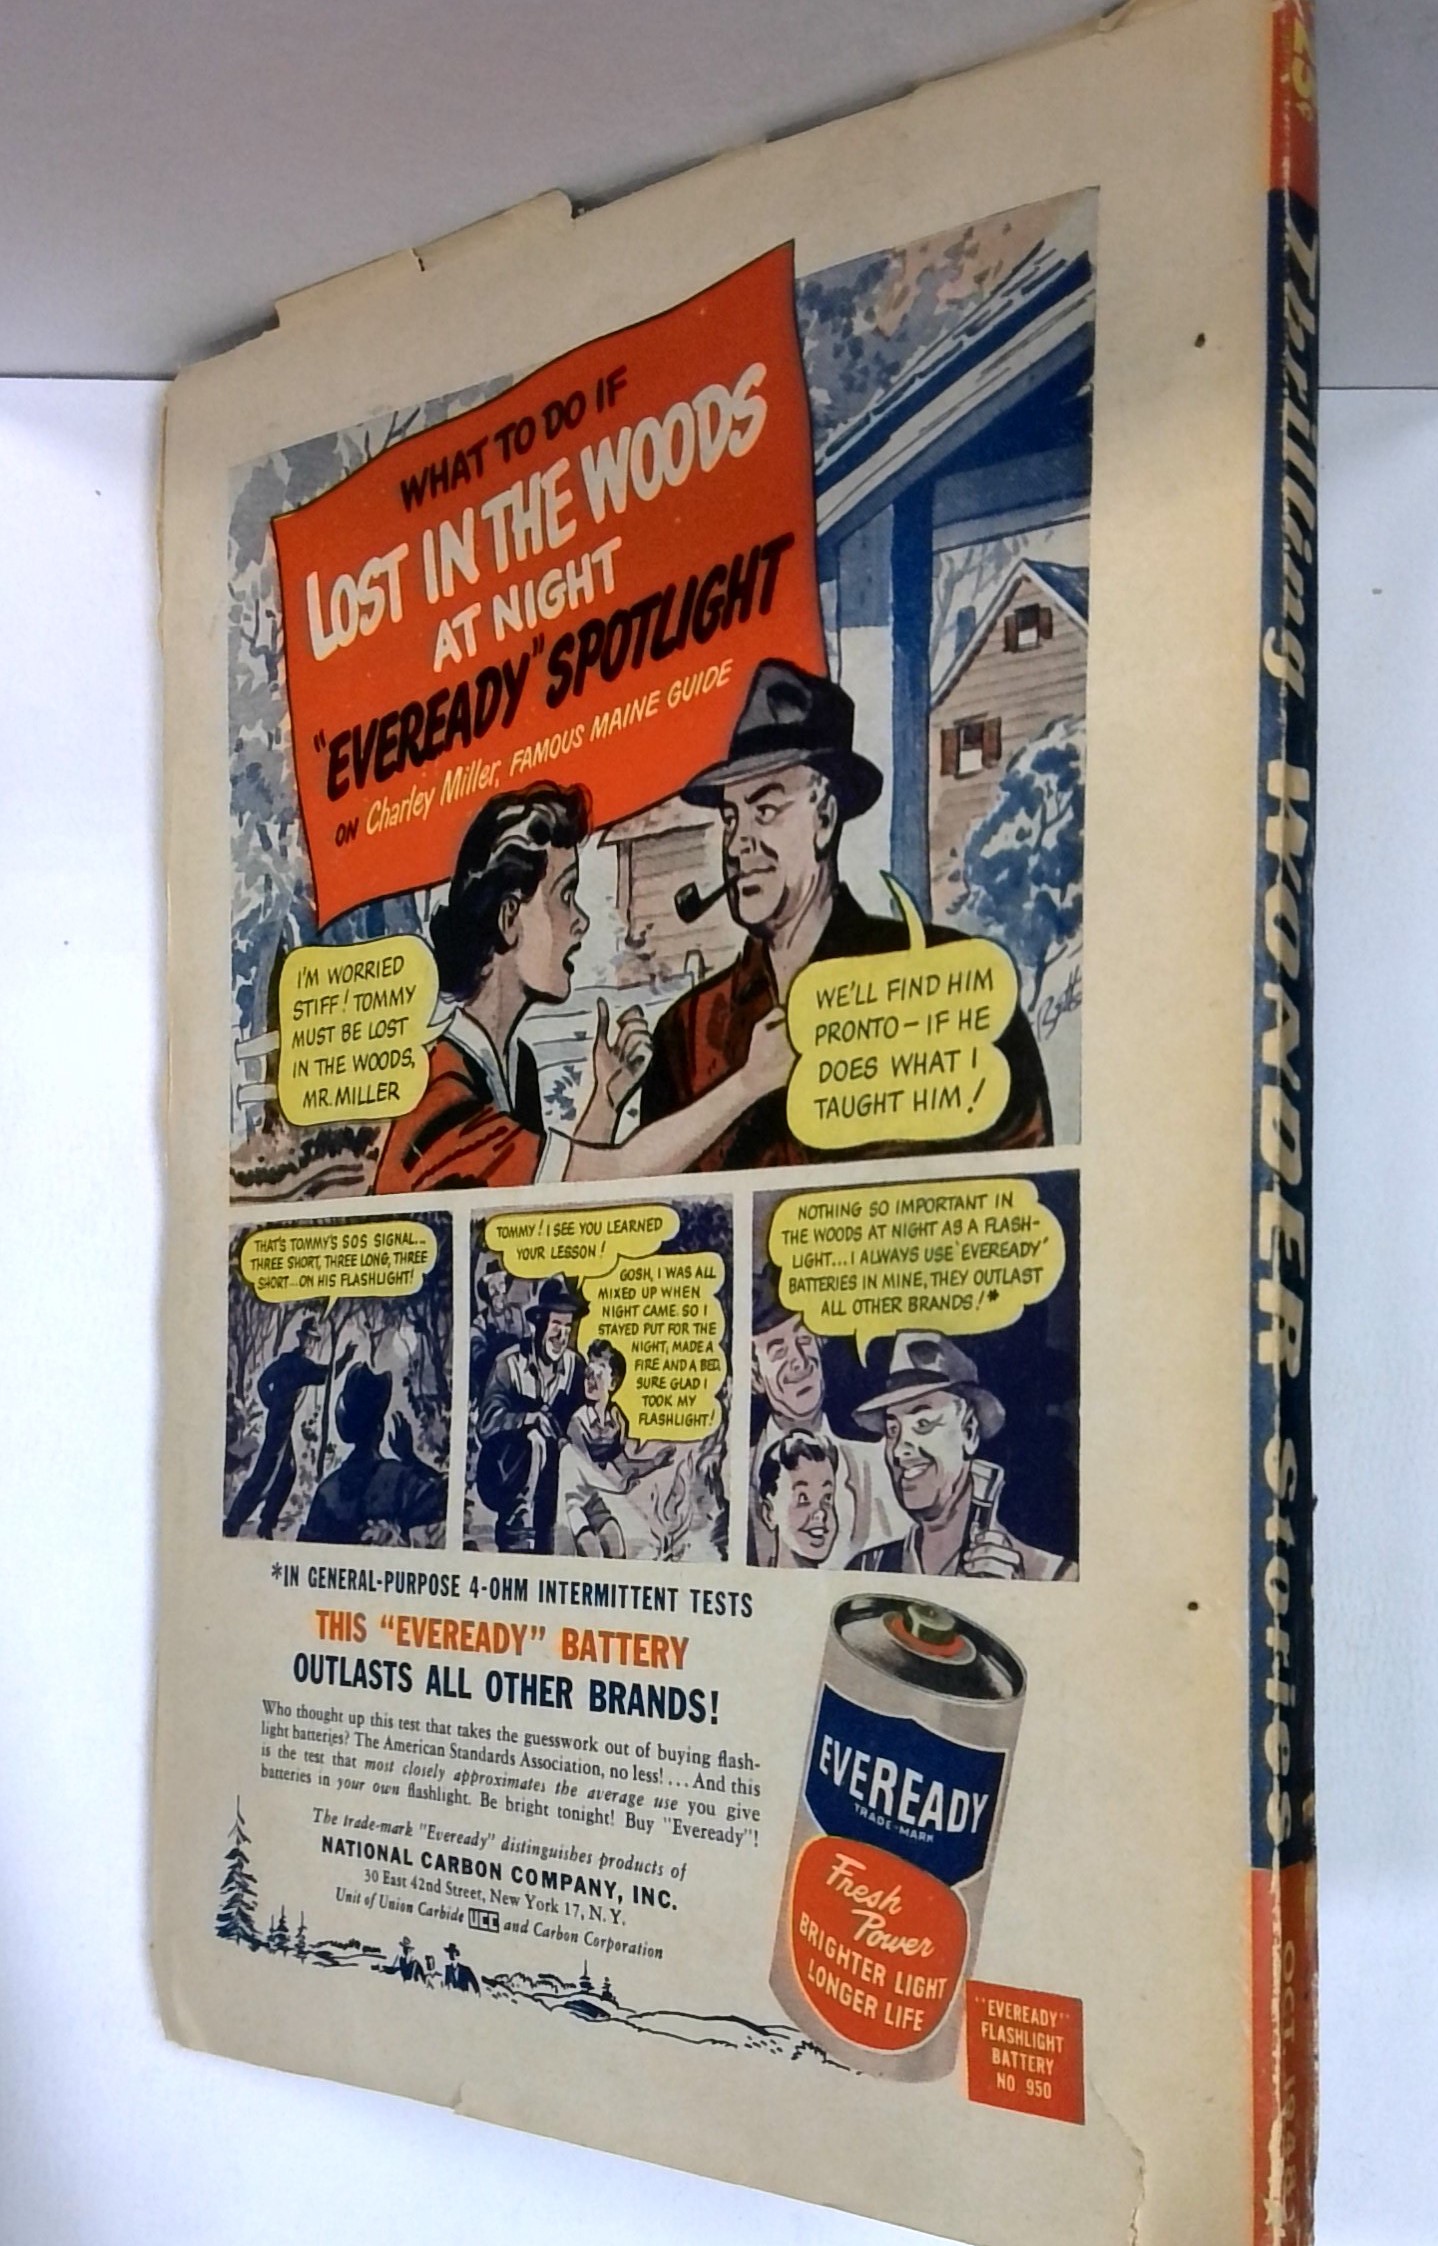 WHAT TO DO IF
LOST IN THE WOODS
AT NIGHT
"EVEREADY" SPOTLIGHT
ON Charley Miller, FAMOUS MAINE GUIDE
I'M WORRIED
STIFF! TOMMY
MUST BE LOST
IN THE WOODS,
MR. MILLER
WE'LL FIND HIM
PRONTO – IF HE
DOES WHAT I
TAUGHT HIM!
THAT'S TOMMY'S SOS SIGNAL...
THREE SHORT, THREE LONG, THREE
SHORT... ON HIS FLASHLIGHT!
TOMMY! I SEE YOU LEARNED
YOUR LESSON!
GOSH, I WAS ALL
MIXED UP WHEN
NIGHT CAME. SO I
STAYED PUT FOR THE
NIGHT, MADE A
FIRE AND A BED.
SURE GLAD I
TOOK MY
FLASHLIGHT!
NOTHING SO IMPORTANT IN
THE WOODS AT NIGHT AS A FLASH-
LIGHT... I ALWAYS USE "EVEREADY"
BATTERIES IN MINE, THEY OUTLAST
ALL OTHER BRANDS!*
*IN GENERAL-PURPOSE 4-OHM INTERMITTENT TESTS
THIS "EVEREADY" BATTERY
OUTLASTS ALL OTHER BRANDS!
Who thought up this test that takes the guesswork out of buying flash-
light batteries? The American Standards Association, no less! ... And this
is the test that most closely approximates the average use you give
batteries in your own flashlight. Be bright tonight! Buy "Eveready"!
The trade-mark "Eveready" distinguishes products of
NATIONAL CARBON COMPANY, INC.
30 East 42nd Street, New York 17, N. Y.
Unit of Union Carbide UCC and Carbon Corporation
EVEREADY
TRADE-MARK
Fresh
Power
BRIGHTER LIGHT
LONGER LIFE
"EVEREADY"
FLASHLIGHT
BATTERY
NO 950
25¢
Thrilling WONDER Stories
OCT.